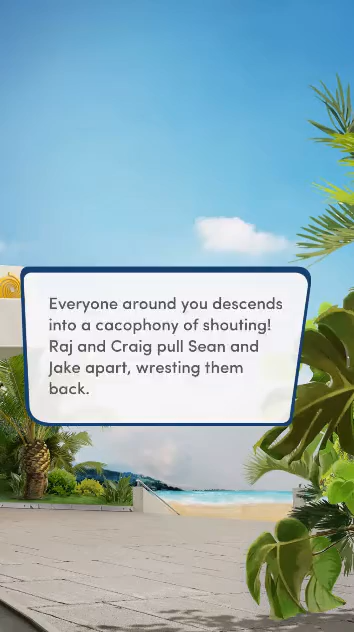 Everyone around you descends
into a cacophony of shouting!
Raj and Craig pull Sean and
Jake apart, wresting them
back.